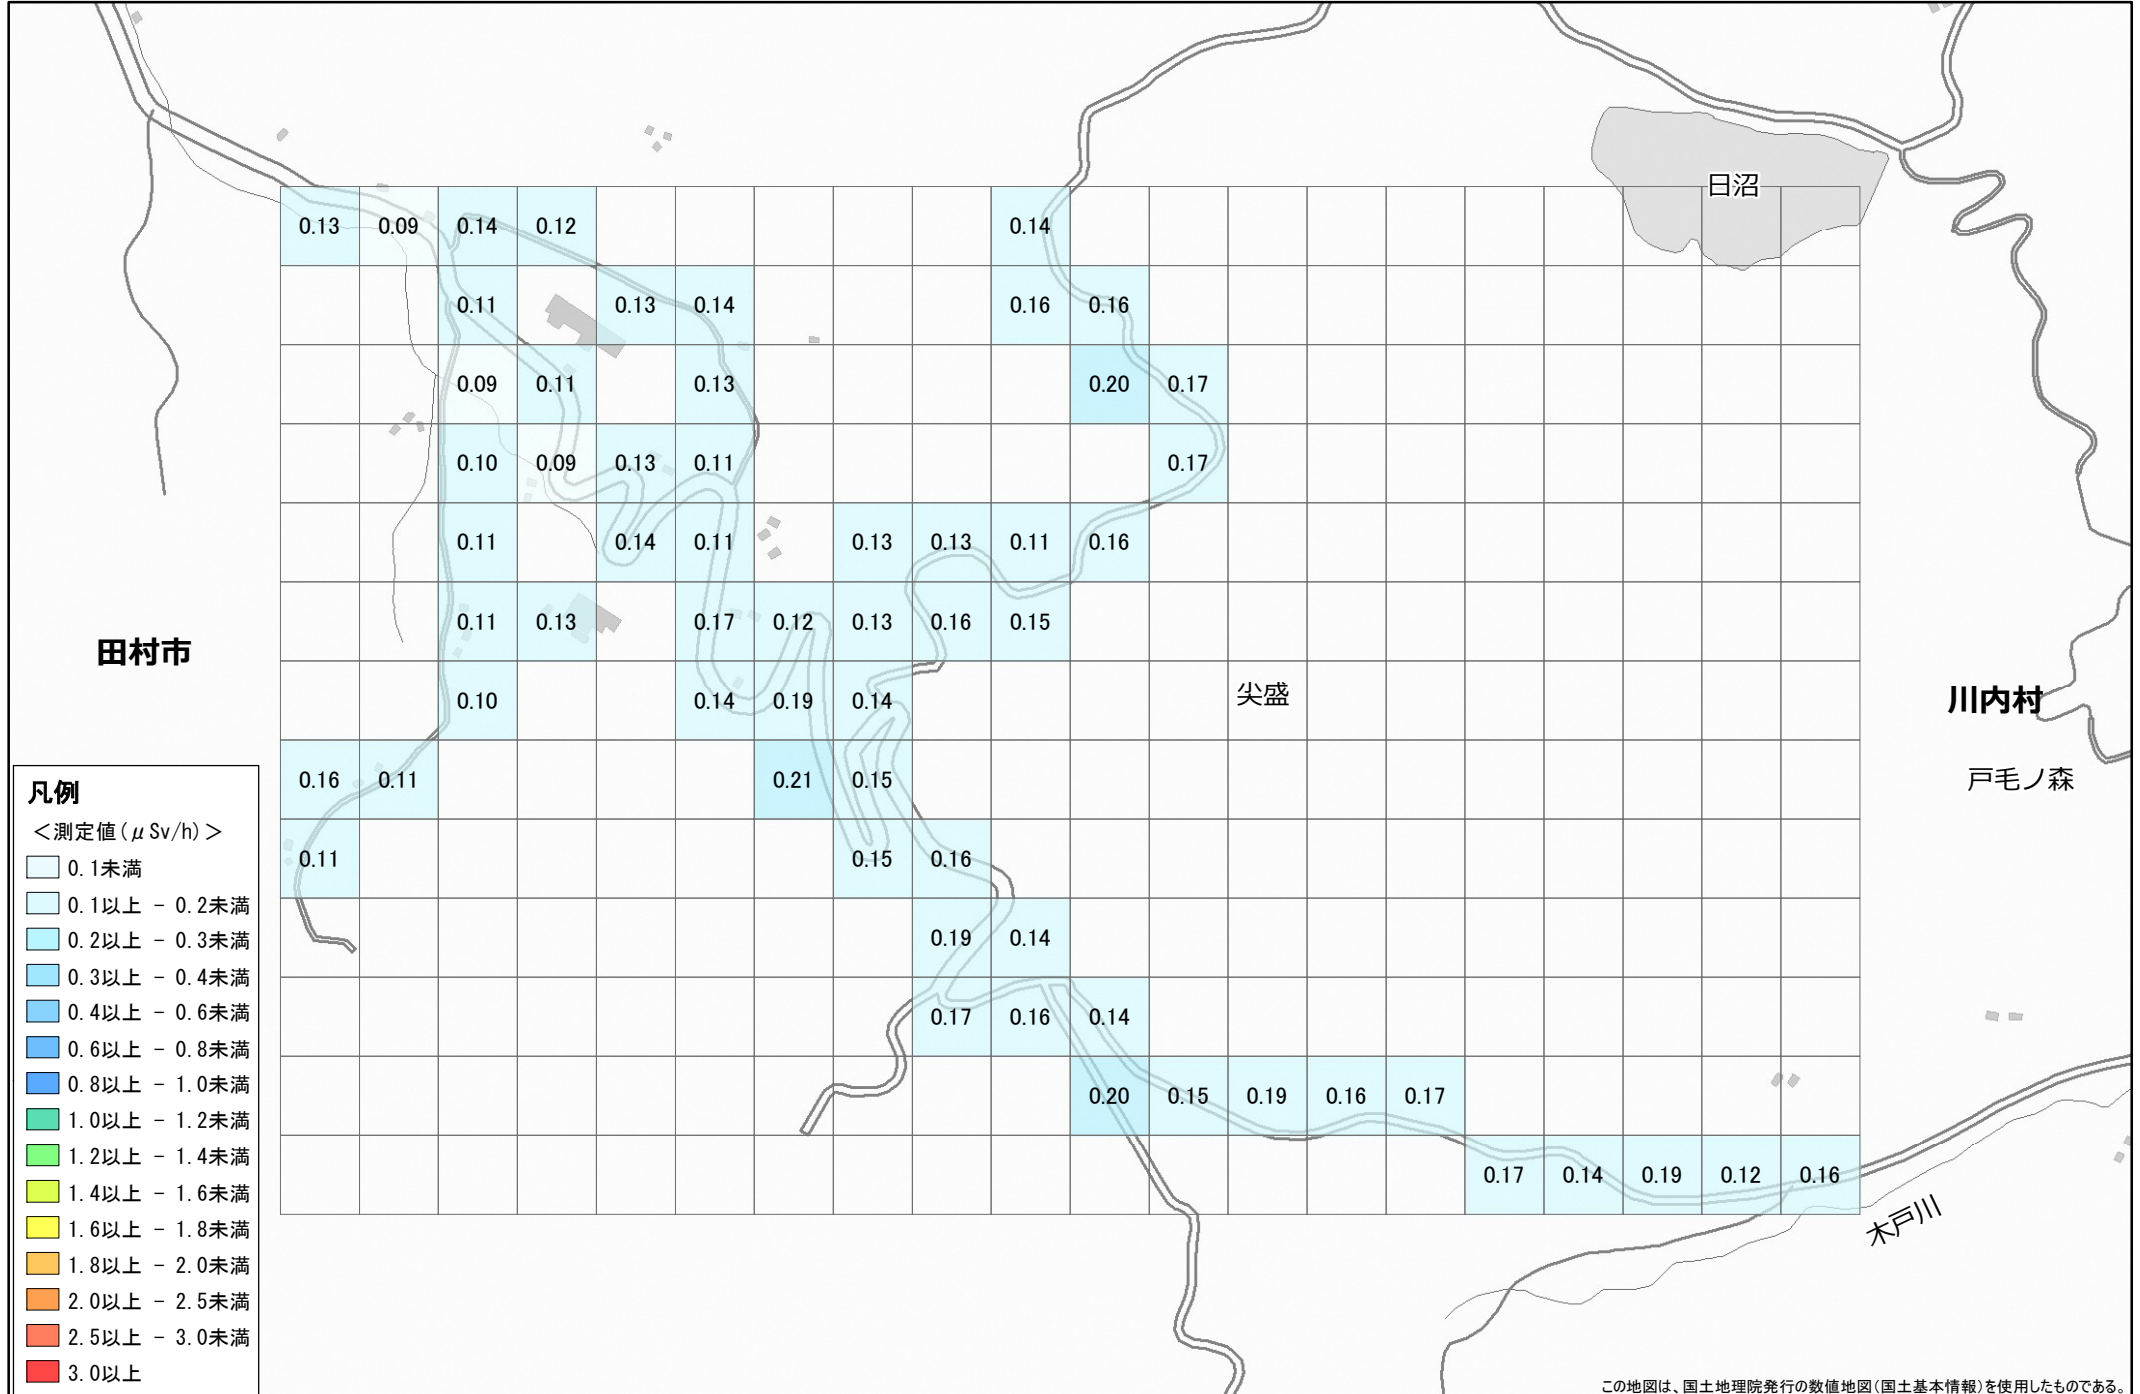 日沼
0.13 0.09 0.14 0.12 0.14
0.11 0.13 0.14 0.16 0.16
0.09 0.11 0.13 0.20 0.17
0.10 0.09 0.13 0.11 0.17
0.11 0.14 0.11 0.13 0.13 0.11 0.16
0.11 0.13 0.17 0.12 0.13 0.16 0.15
田村市
0.10 0.14 0.19 0.14
尖盛
川内村
0.16 0.11 0.21 0.15
戸毛ノ森
0.11 0.15 0.16
0.19 0.14
0.17 0.16 0.14
0.20 0.15 0.19 0.16 0.17
0.17 0.14 0.19 0.12 0.16
木戸川
凡例
<測定値(μSv/h)>
0.1未満
0.1以上 - 0.2未満
0.2以上 - 0.3未満
0.3以上 - 0.4未満
0.4以上 - 0.6未満
0.6以上 - 0.8未満
0.8以上 - 1.0未満
1.0以上 - 1.2未満
1.2以上 - 1.4未満
1.4以上 - 1.6未満
1.6以上 - 1.8未満
1.8以上 - 2.0未満
2.0以上 - 2.5未満
2.5以上 - 3.0未満
3.0以上
この地図は、国土地理院発行の数値地図(国土基本情報)を使用したものである。